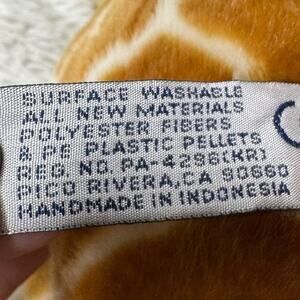 SURFACE WASHABLE
ALL NEW MATERIALS
POLYESTER FIBERS
& PE PLASTIC PELLETS
REG. NO. PA-4286(KR)
PICO RIVERA, CA 90660
HANDMADE IN INDONESIA